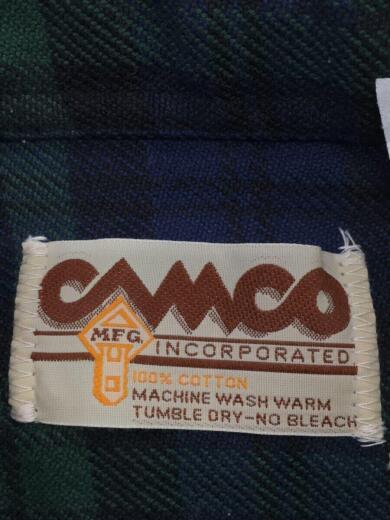 CAMCO
MFG.
INCORPORATED
100% COTTON
MACHINE WASH WARM
TUMBLE DRY-NO BLEACH